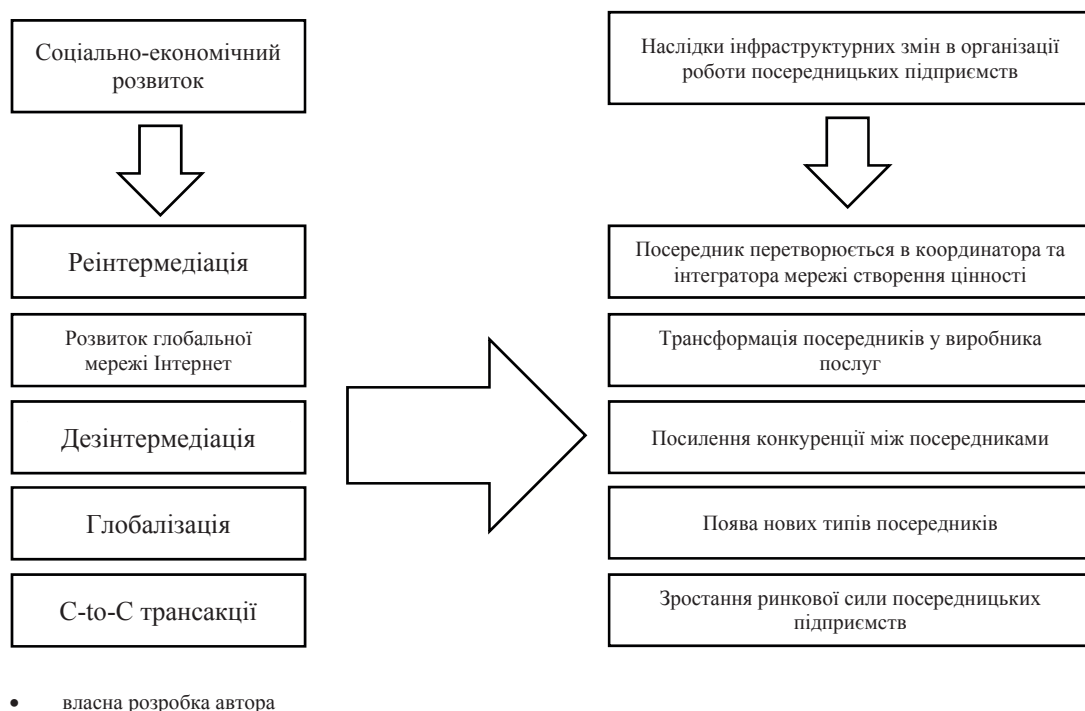 Соціально-економічний
розвиток
Реінтермедіація
Розвиток глобальної
мережі Інтернет
Дезінтермедіація
Глобалізація
C-to-C трансакції
Наслідки інфраструктурних змін в організації
роботи посередницьких підприємств
Посередник перетворюється в координатора та
інтегратора мережі створення цінності
Трансформація посередників у виробника
послуг
Посилення конкуренції між посередниками
Поява нових типів посередників
Зростання ринкової сили посередницьких
підприємств
• власна розробка автора